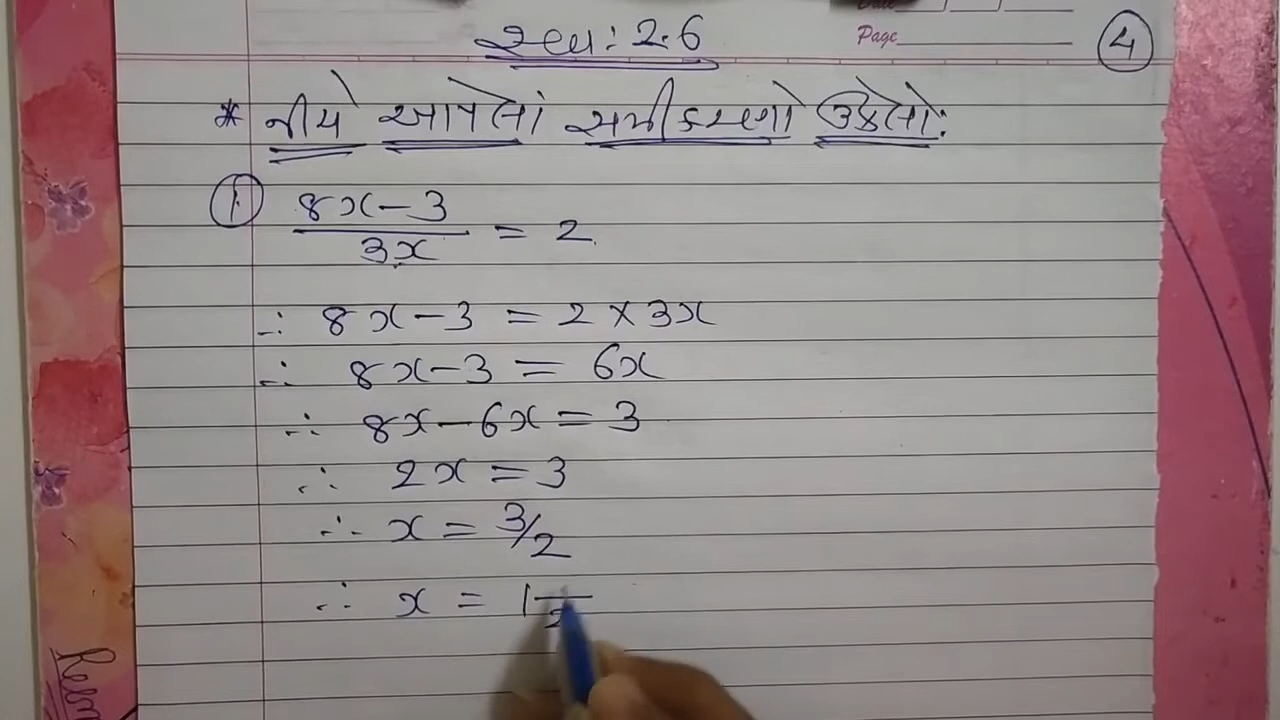 Page
4
સ્વા : 2.6
* નીચે આપેલાં સમીકરણો ઉકેલો:
1. 8x-3 / 3x = 2
∴ 8x-3 = 2 × 3x
∴ 8x-3 = 6x
∴ 8x-6x = 3
∴ 2x = 3
∴ x = 3/2
∴ x = 1